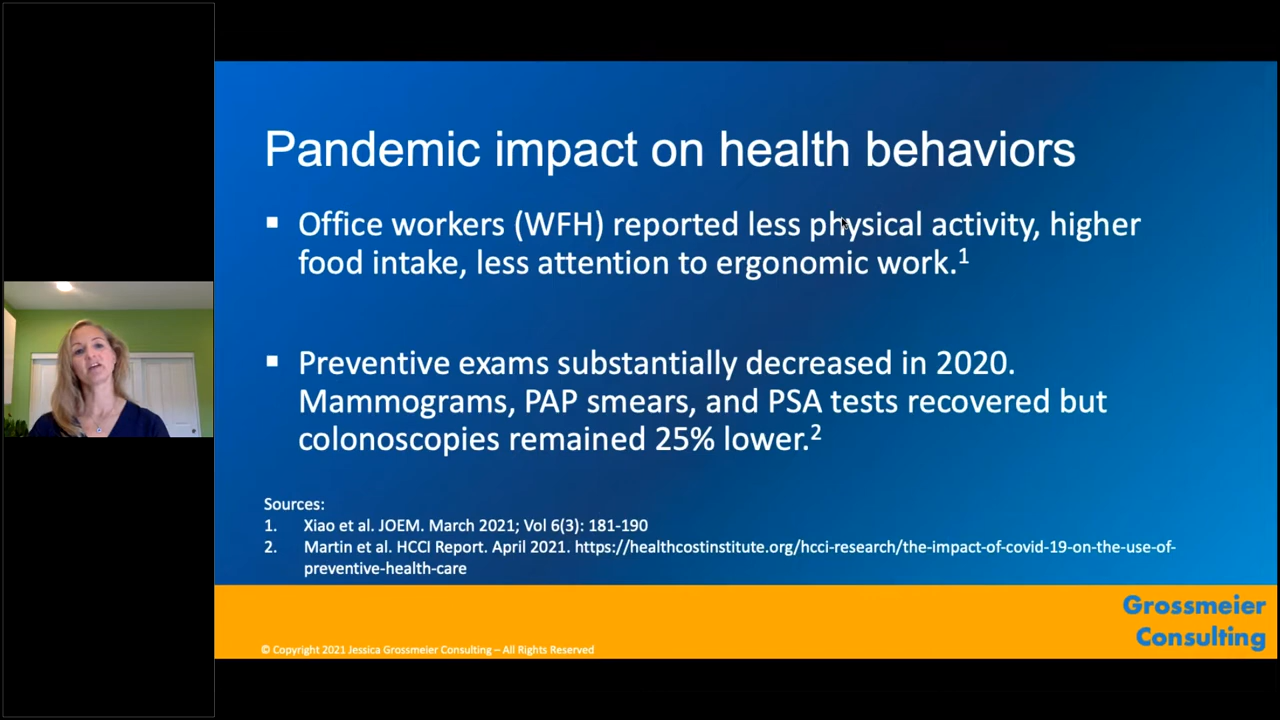 Pandemic impact on health behaviors
▪ Office workers (WFH) reported less physical activity, higher
food intake, less attention to ergonomic work.1
▪ Preventive exams substantially decreased in 2020.
Mammograms, PAP smears, and PSA tests recovered but
colonoscopies remained 25% lower.2
Sources:
1. Xiao et al. JOEM. March 2021; Vol 6(3): 181-190
2. Martin et al. HCCI Report. April 2021. https://healthcostinstitute.org/hcci-research/the-impact-of-covid-19-on-the-use-of-
preventive-health-care
Grossmeier
Consulting
© Copyright 2021 Jessica Grossmeier Consulting – All Rights Reserved